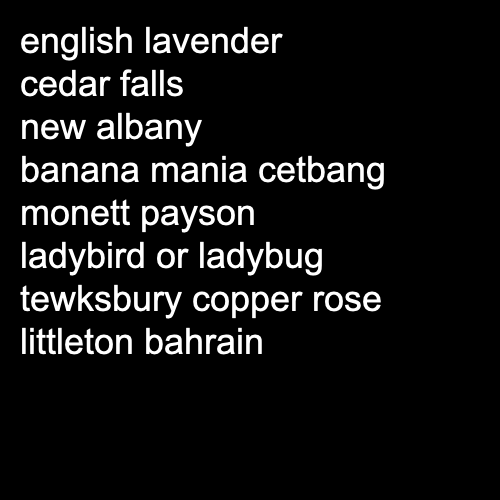 english lavender
cedar falls
new albany
banana mania cetbang
monett payson
ladybird or ladybug
tewksbury copper rose
littleton bahrain